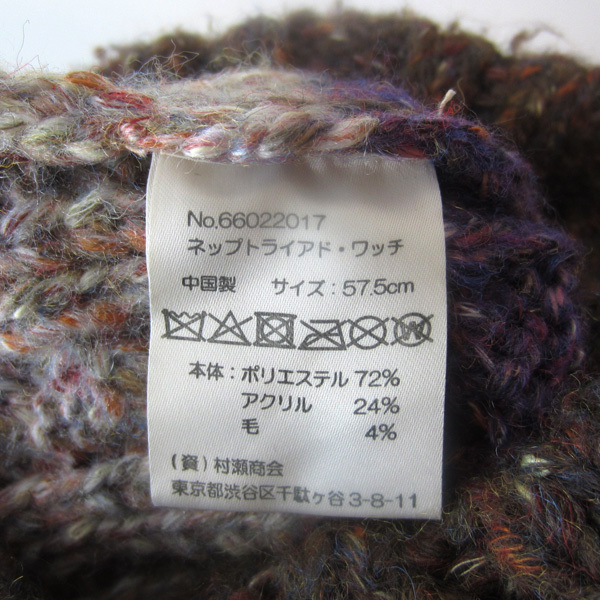 No.66022017
ネップトライアド・ワッチ
中国製 サイズ:57.5cm
本体:ポリエステル72%
アクリル 24%
毛 4%
(資)村瀬商会
東京都渋谷区千駄ヶ谷3-8-11